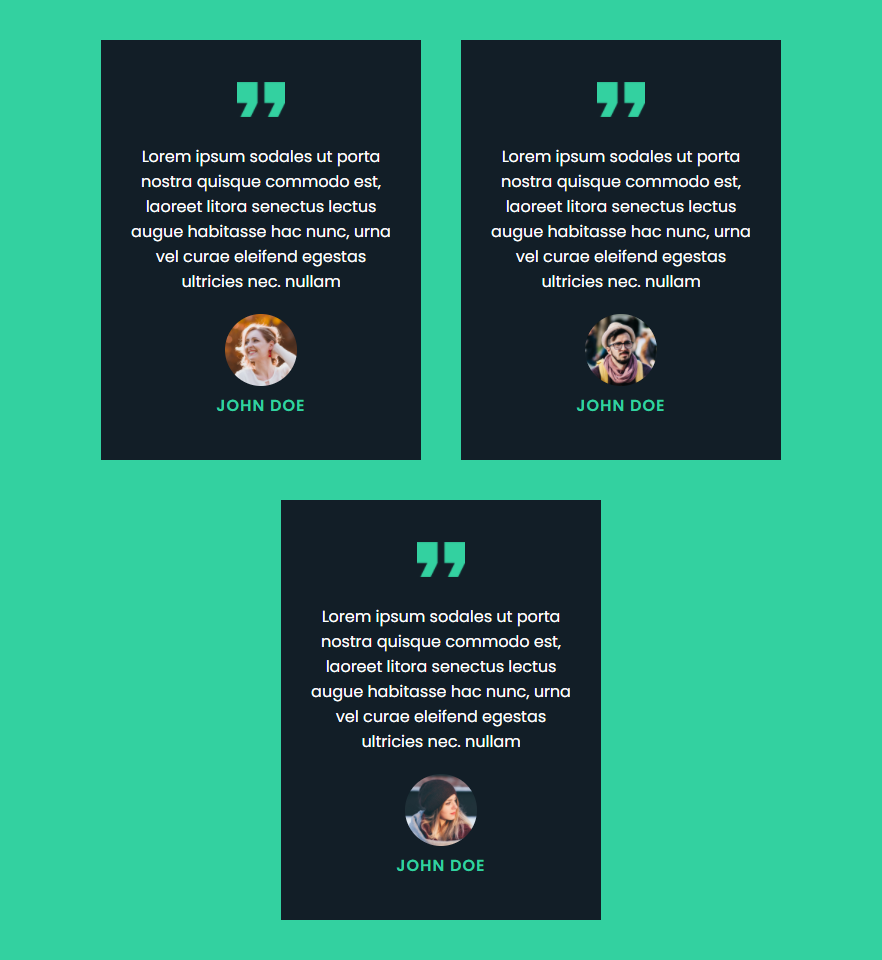 Lorem ipsum sodales ut porta
nostra quisque commodo est,
laoreet litora senectus lectus
augue habitasse hac nunc, urna
vel curae eleifend egestas
ultricies nec. nullam
JOHN DOE
Lorem ipsum sodales ut porta
nostra quisque commodo est,
laoreet litora senectus lectus
augue habitasse hac nunc, urna
vel curae eleifend egestas
ultricies nec. nullam
JOHN DOE
Lorem ipsum sodales ut porta
nostra quisque commodo est,
laoreet litora senectus lectus
augue habitasse hac nunc, urna
vel curae eleifend egestas
ultricies nec. nullam
JOHN DOE